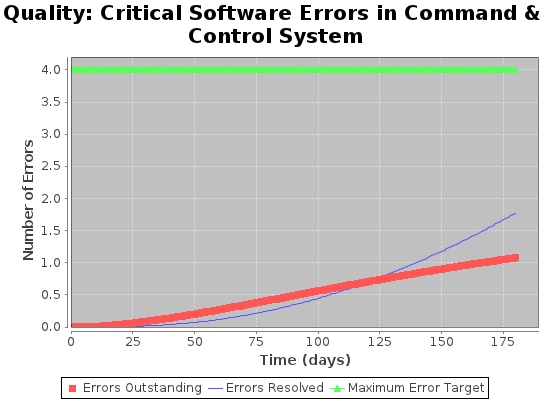 Quality: Critical Software Errors in Command &
Control System
Number of Errors
4.0
3.5
3.0
2.5
2.0
1.5
1.0
0.5
0.0
0 25 50 75 100 125 150 175
Time (days)
Errors Outstanding Errors Resolved Maximum Error Target